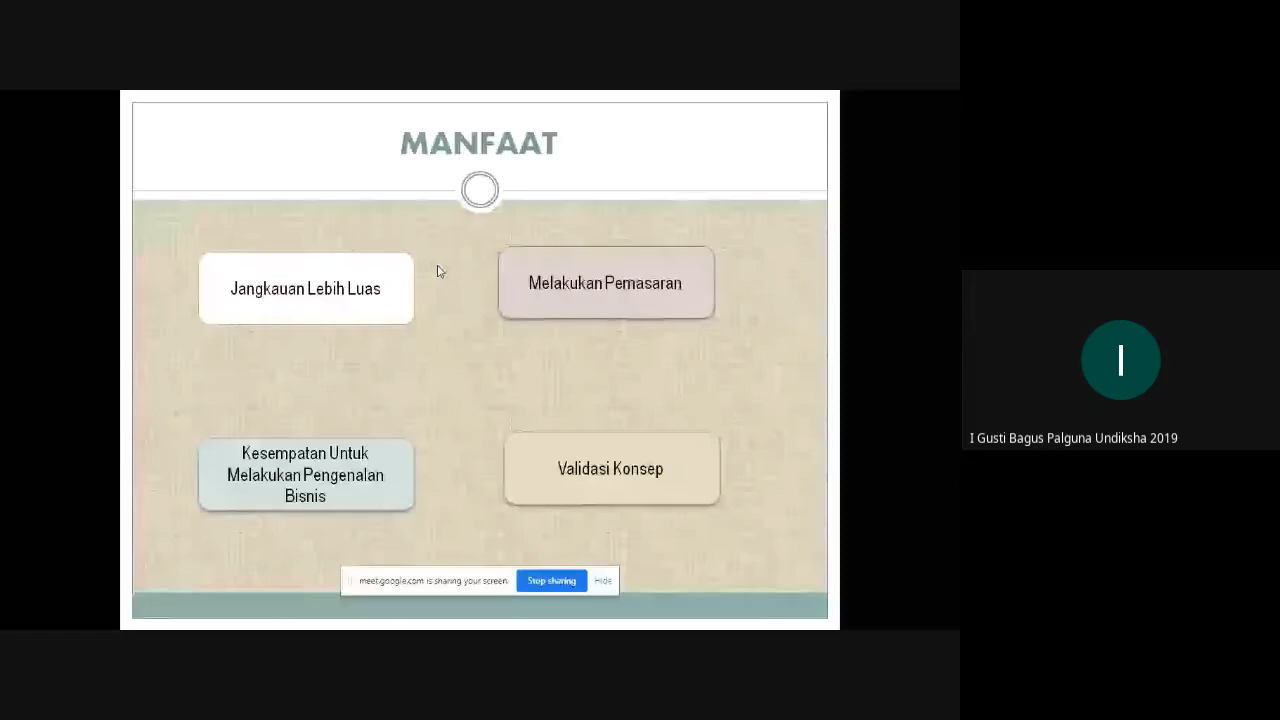 MANFAAT
Jangkauan Lebih Luas
Melakukan Pemasaran
Kesempatan Untuk
Melakukan Pengenalan
Bisnis
Validasi Konsep
meet.google.com is sharing your screen
Stop sharing
Hide
I
I Gusti Bagus Palguna Undiksha 2019